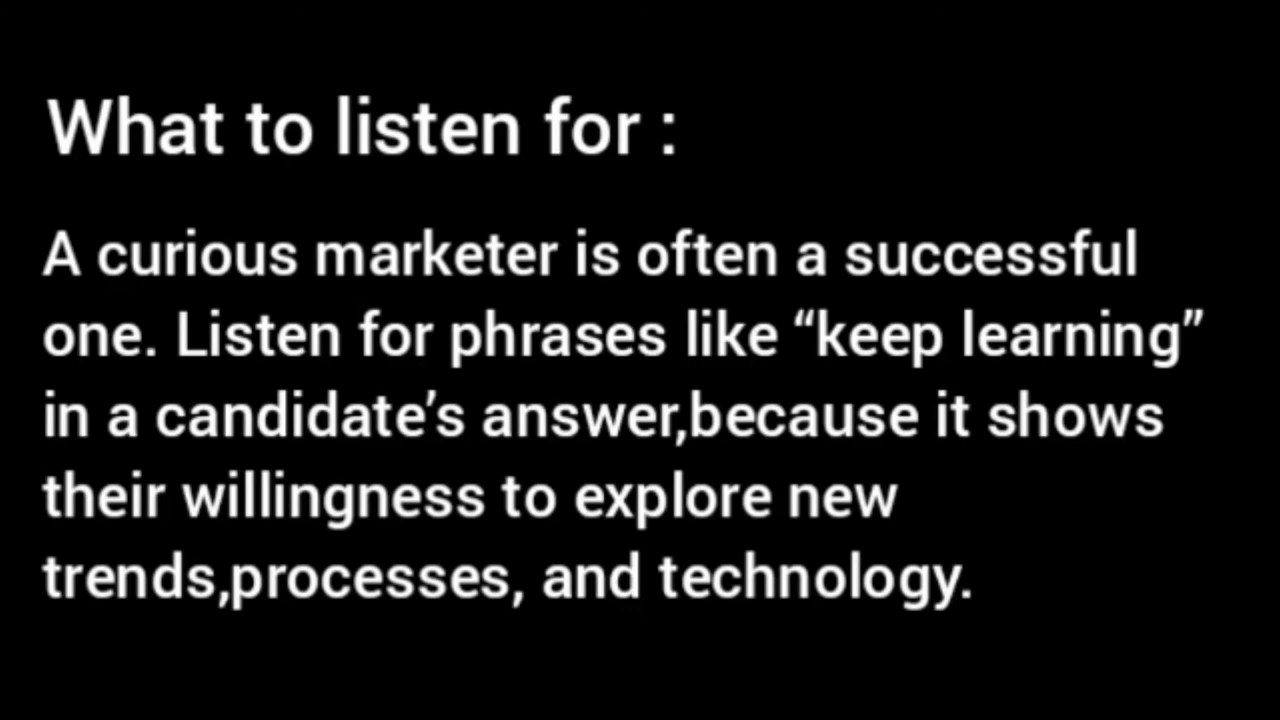 What to listen for :
A curious marketer is often a successful
one. Listen for phrases like “keep learning”
in a candidate’s answer,because it shows
their willingness to explore new
trends,processes, and technology.